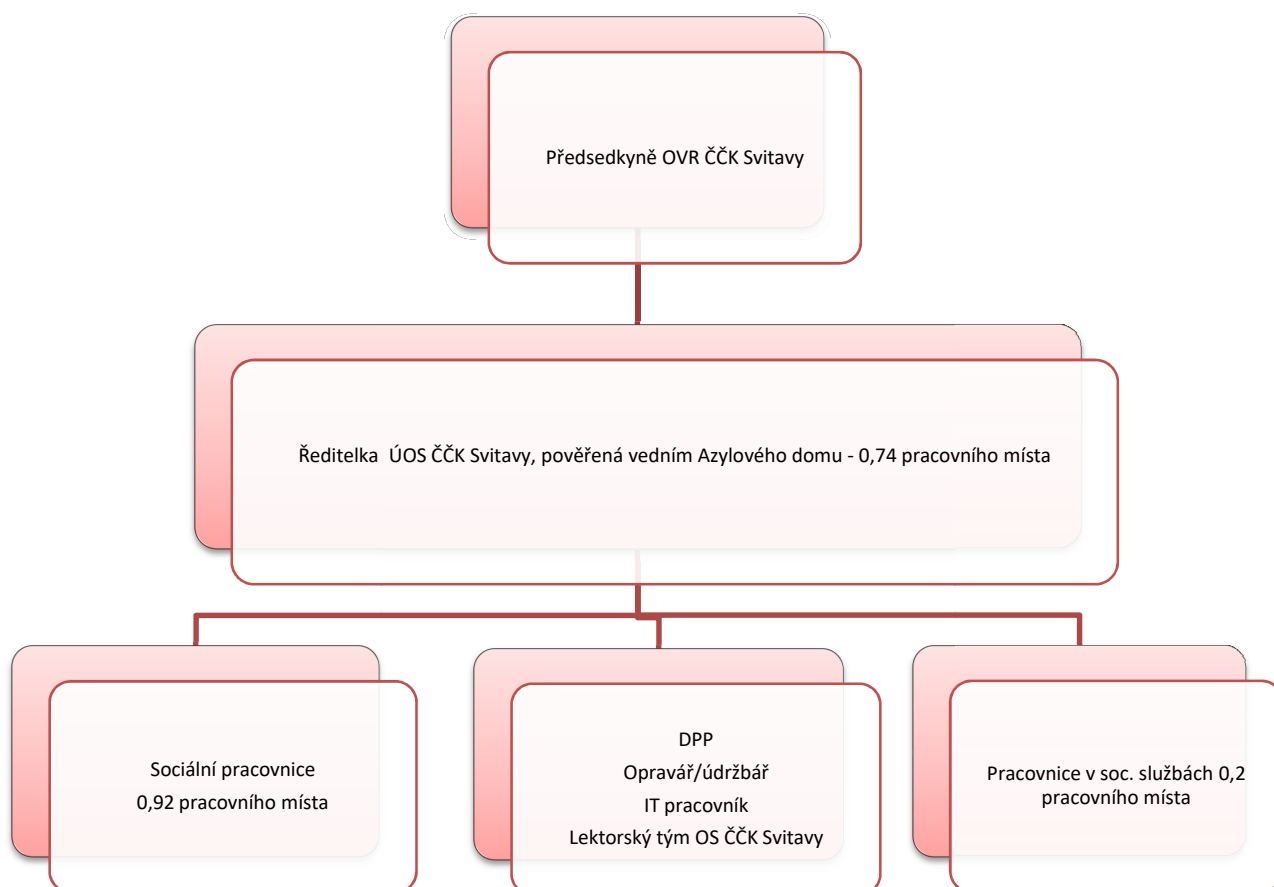 Předsedkyně OVR ČČK Svitavy
Ředitelka ÚOS ČČK Svitavy, pověřená vedním Azylového domu - 0,74 pracovního místa
Sociální pracovnice
0,92 pracovního místa
DPP
Opravář/údržbář
IT pracovník
Lektorský tým OS ČČK Svitavy
Pracovnice v soc. službách 0,2
pracovního místa